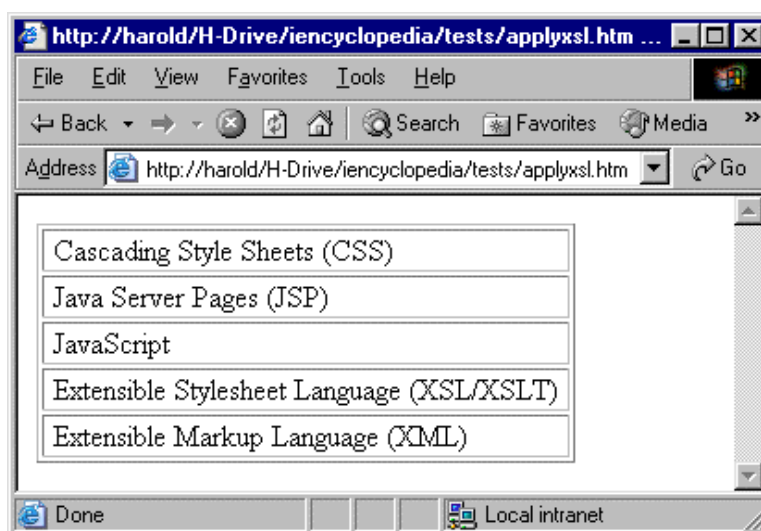 http://harold/H-Drive/iencyclopedia/tests/applyxsl.htm ...
File Edit View Favorites Tools Help
Back Search Favorites Media »
Address http://harold/H-Drive/iencyclopedia/tests/applyxsl.htm Go
Cascading Style Sheets (CSS)
Java Server Pages (JSP)
JavaScript
Extensible Stylesheet Language (XSL/XSLT)
Extensible Markup Language (XML)
Done Local intranet